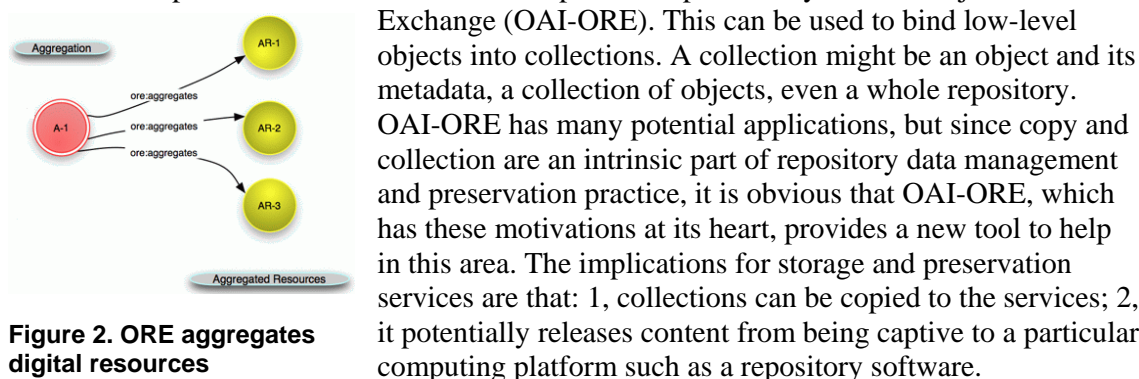 Exchange (OAI-ORE). This can be used to bind low-level
objects into collections. A collection might be an object and its
metadata, a collection of objects, even a whole repository.
OAI-ORE has many potential applications, but since copy and
collection are an intrinsic part of repository data management
and preservation practice, it is obvious that OAI-ORE, which
has these motivations at its heart, provides a new tool to help
in this area. The implications for storage and preservation
services are that: 1, collections can be copied to the services; 2,
it potentially releases content from being captive to a particular
computing platform such as a repository software.
Aggregation
AR-1
ore:aggregates
A-1
ore:aggregates
AR-2
ore:aggregates
AR-3
Aggregated Resources
Figure 2. ORE aggregates
digital resources